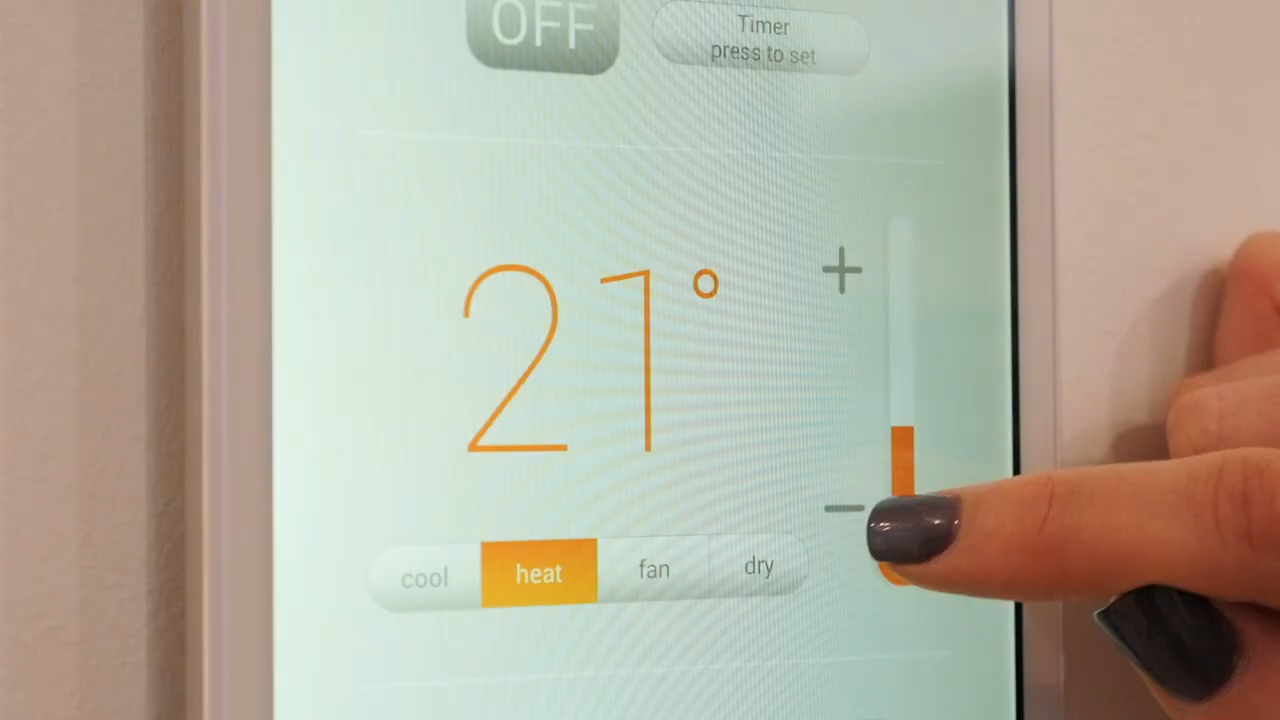 OFF
Timer
press to set
21°
+
−
cool heat fan dry